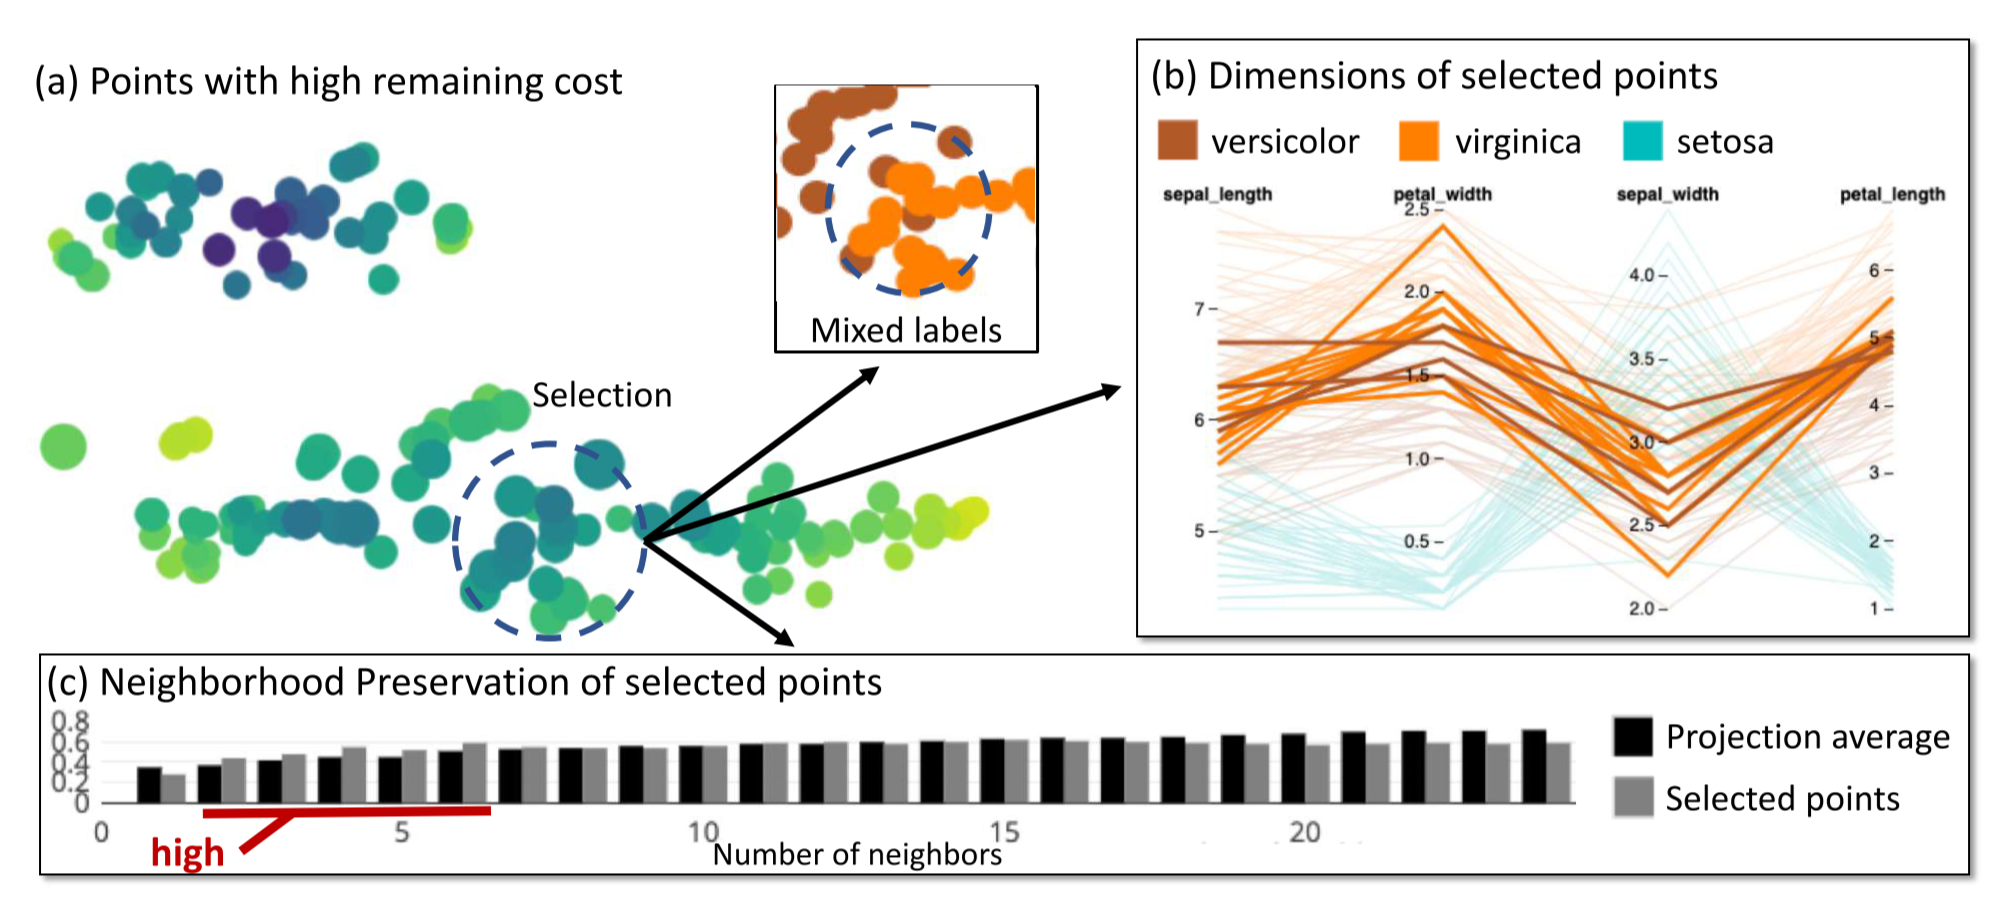 (a) Points with high remaining cost
Selection
Mixed labels
(b) Dimensions of selected points
versicolor virginica setosa
sepal_length petal_width sepal_width petal_length
7
6
5
2.5
2.0
1.5
1.0
0.5
4.0
3.5
3.0
2.5
2.0
6
5
4
3
2
1
(c) Neighborhood Preservation of selected points
0.8
0.6
0.4
0.2
0
0 5 10 15 20
high
Number of neighbors
Projection average
Selected points